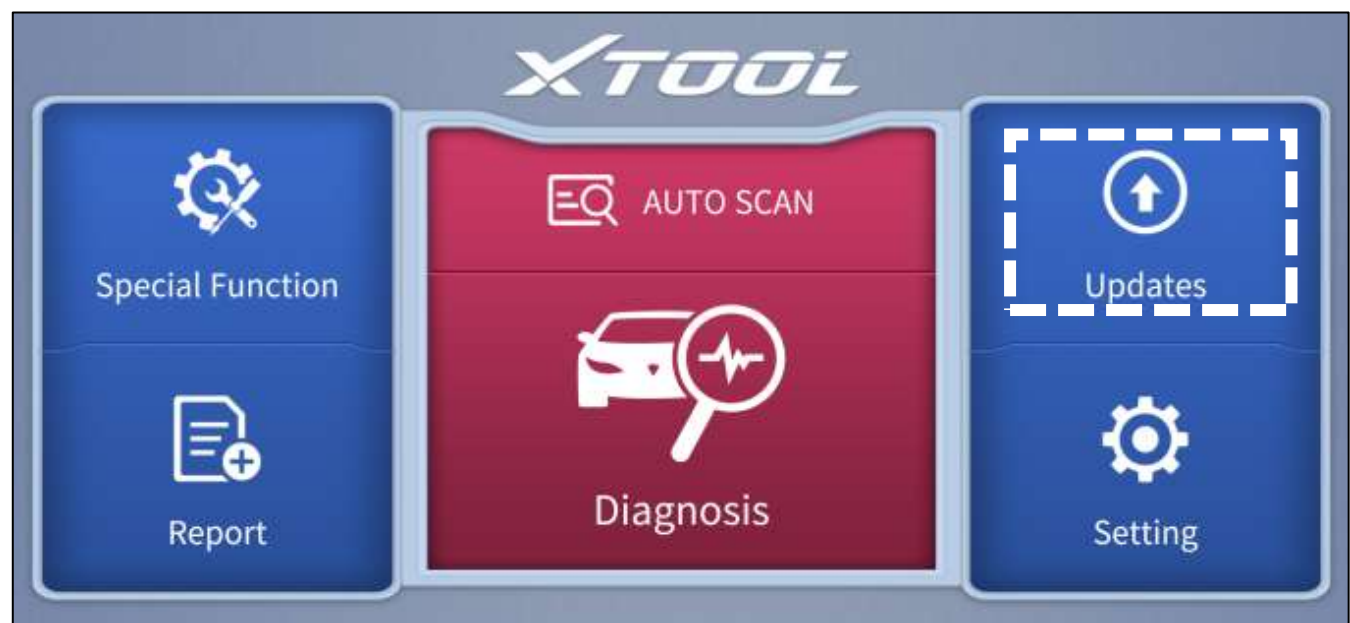 XTOOL
AUTO SCAN
Special Function
Updates
Diagnosis
Report
Setting